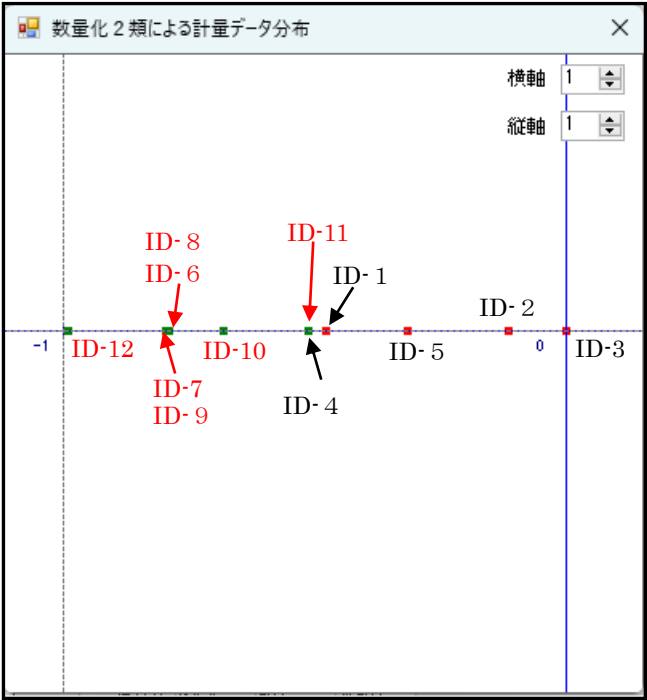 数量化２類による計量データ分布
横軸 1
縦軸 1
ID-８
ID-６
ID-11
ID-１
ID-２
-1
ID-12
ID-10
ID-５
0
ID-3
ID-7
ID-９
ID-４